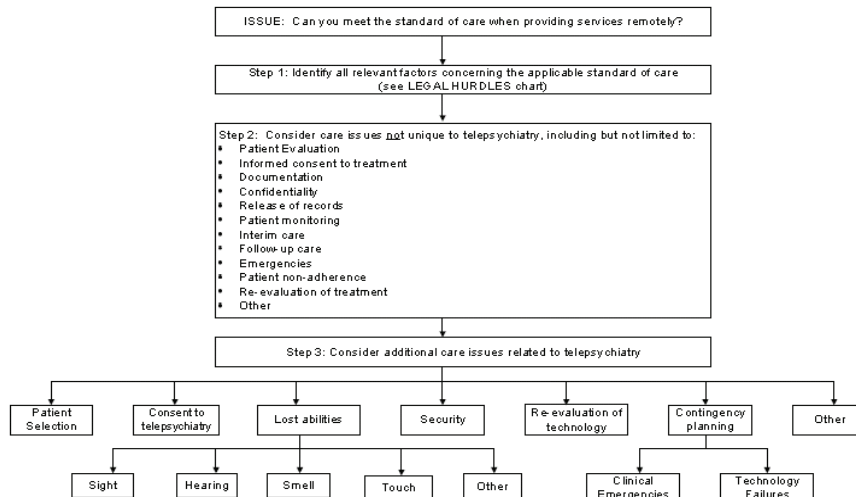 ISSUE: Can you meet the standard of care when providing services remotely?
Step 1: Identify all relevant factors concerning the applicable standard of care
(see LEGAL HURDLES chart)
Step 2: Consider care issues not unique to telepsychiatry, including but not limited to:
• Patient Evaluation
• Informed consent to treatment
• Documentation
• Confidentiality
• Release of records
• Patient monitoring
• Interim care
• Follow-up care
• Emergencies
• Patient non-adherence
• Re-evaluation of treatment
• Other
Step 3: Consider additional care issues related to telepsychiatry
Patient
Selection
Consent to
telepsychiatry
Lost abilities
Security
Re-evaluation of
technology
Contingency
planning
Other
Sight
Hearing
Smell
Touch
Other
Clinical
Emergencies
Technology
Failures